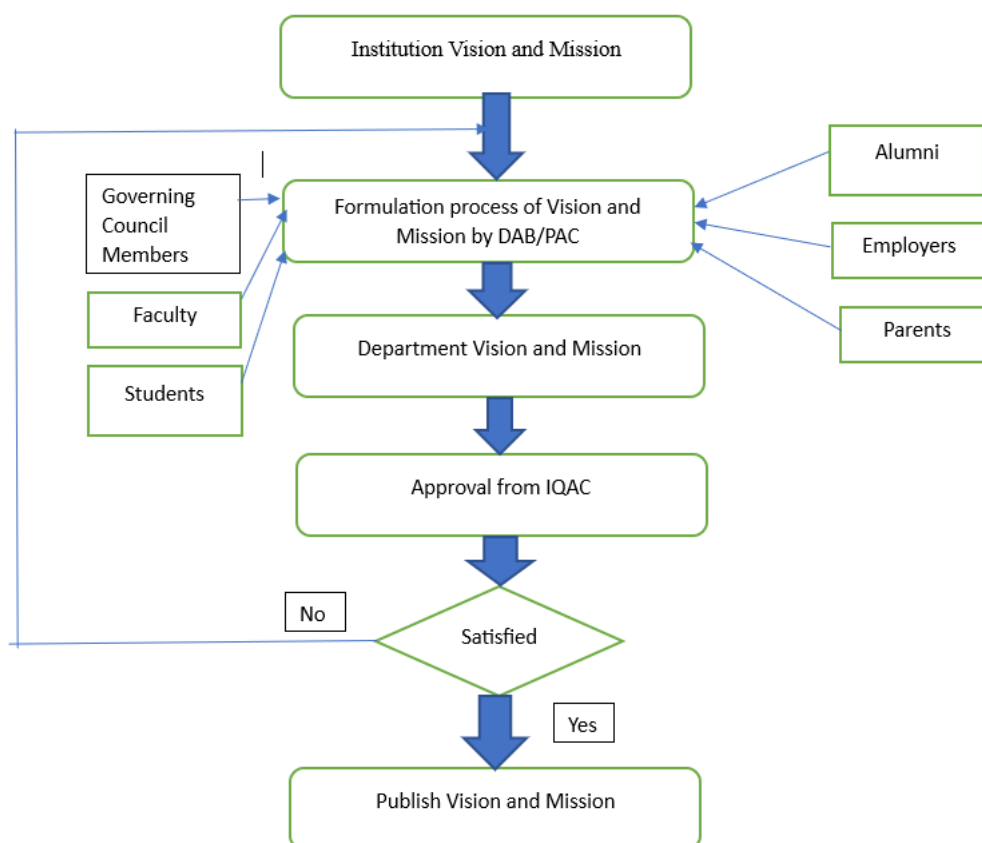 Institution Vision and Mission
Alumni
Governing
Council
Members
Formulation process of Vision and
Mission by DAB/PAC
Employers
Faculty
Parents
Department Vision and Mission
Students
Approval from IQAC
No
Satisfied
Yes
Publish Vision and Mission